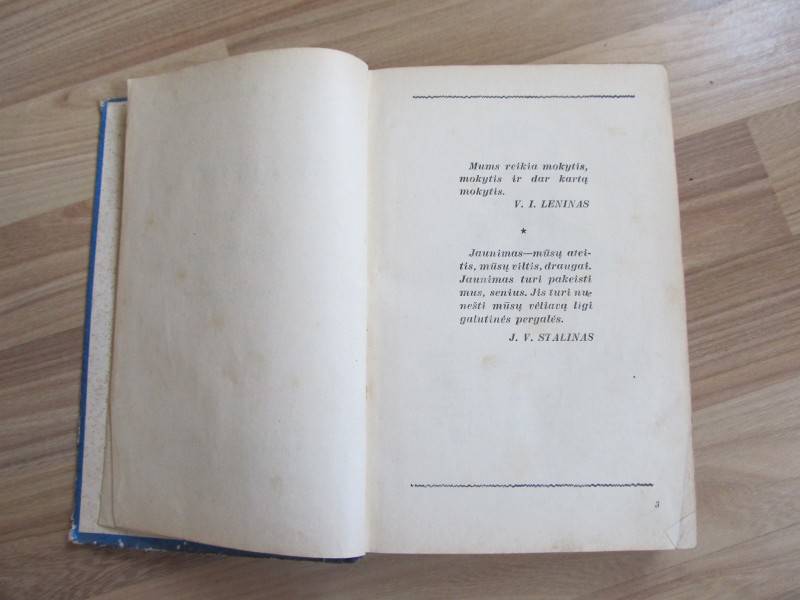 Mums reikia mokytis,
mokytis ir dar kartą
mokytis.
V. I. LENINAS
*
Jaunimas—mūsų atei-
tis, mūsų viltis, draugai.
Jaunimas turi pakeisti
mus, senius. Jis turi nu-
nešti mūsų vėliavą ligi
galutinės pergalės.
J. V. STALINAS
3